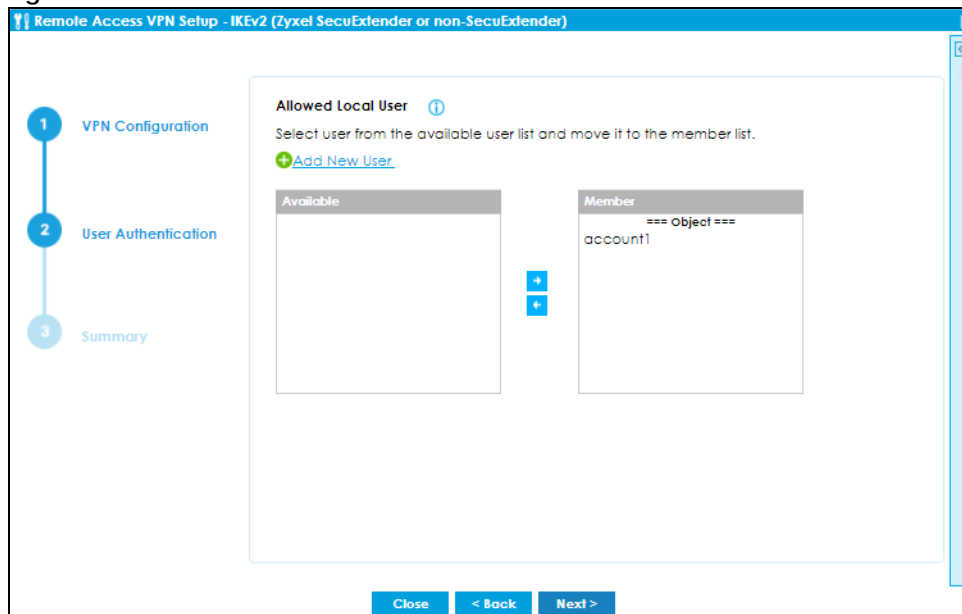 Remote Access VPN Setup - IKEv2 (Zyxel SecuExtender or non-SecuExtender)
Allowed Local User
Select user from the available user list and move it to the member list.
Add New User
1 VPN Configuration
2 User Authentication
3 Summary
Available
Member
=== Object ===
account1
Close
< Back
Next >